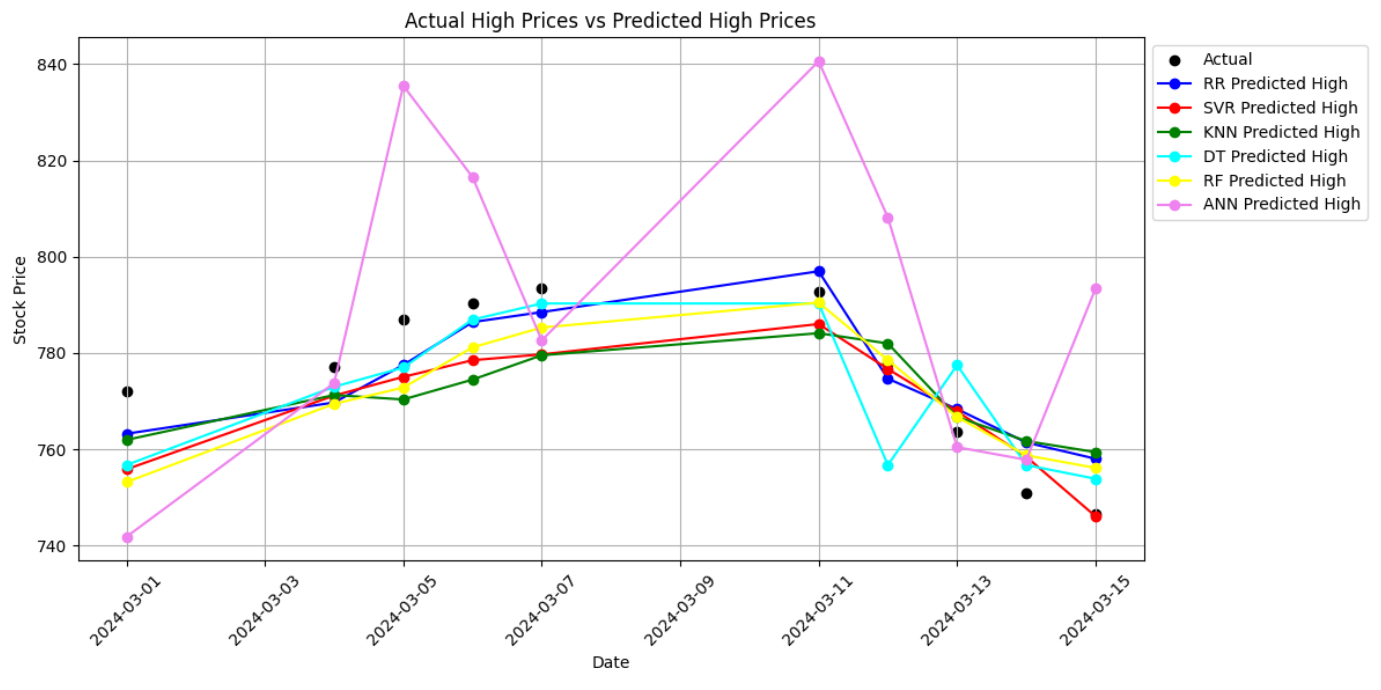 Actual High Prices vs Predicted High Prices
840
820
800
780
760
740
Stock Price
2024-03-01
2024-03-03
2024-03-05
2024-03-07
2024-03-09
2024-03-11
2024-03-13
2024-03-15
Date
Actual
RR Predicted High
SVR Predicted High
KNN Predicted High
DT Predicted High
RF Predicted High
ANN Predicted High